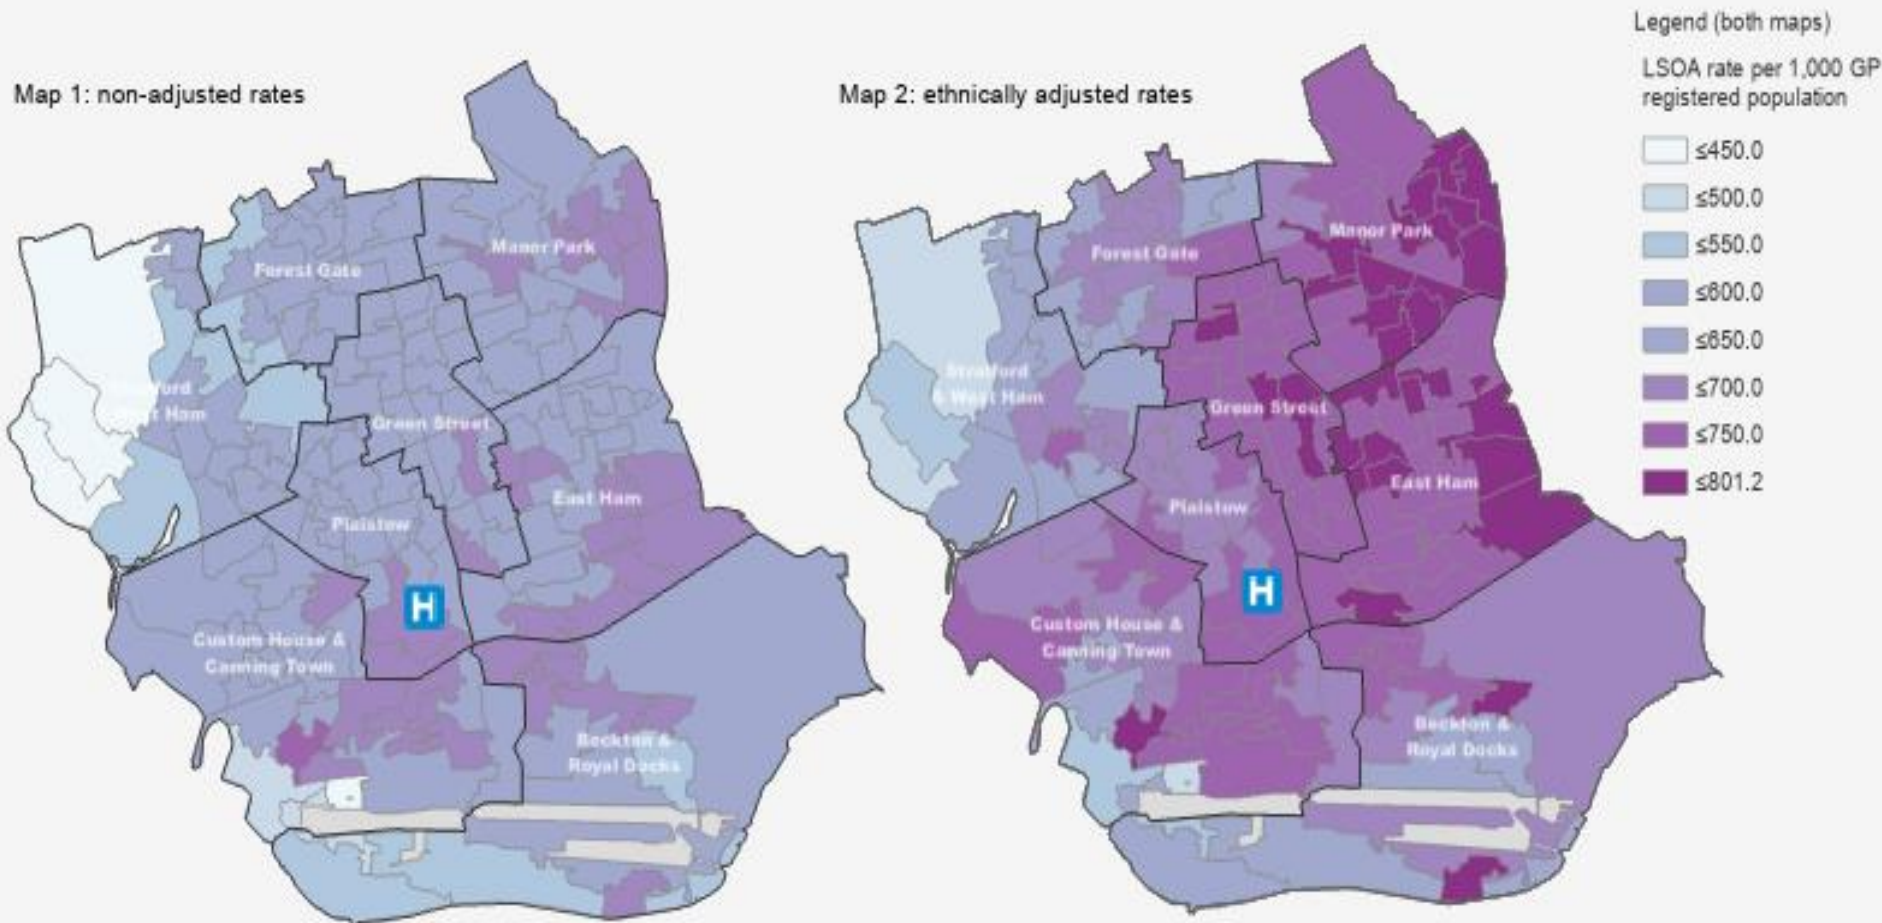 Legend (both maps)
LSOA rate per 1,000 GP
registered population
≤450.0
≤500.0
≤550.0
≤600.0
≤650.0
≤700.0
≤750.0
≤801.2
Map 1: non-adjusted rates
Manor Park
Forest Gate
Green Street
East Ham
Plaistow
H
Custom House &
Canning Town
Beckton &
Royal Docks
Map 2: ethnically adjusted rates
Manor Park
Forest Gate
Stratford
& West Ham
Green Street
East Ham
Plaistow
H
Custom House &
Canning Town
Beckton &
Royal Docks